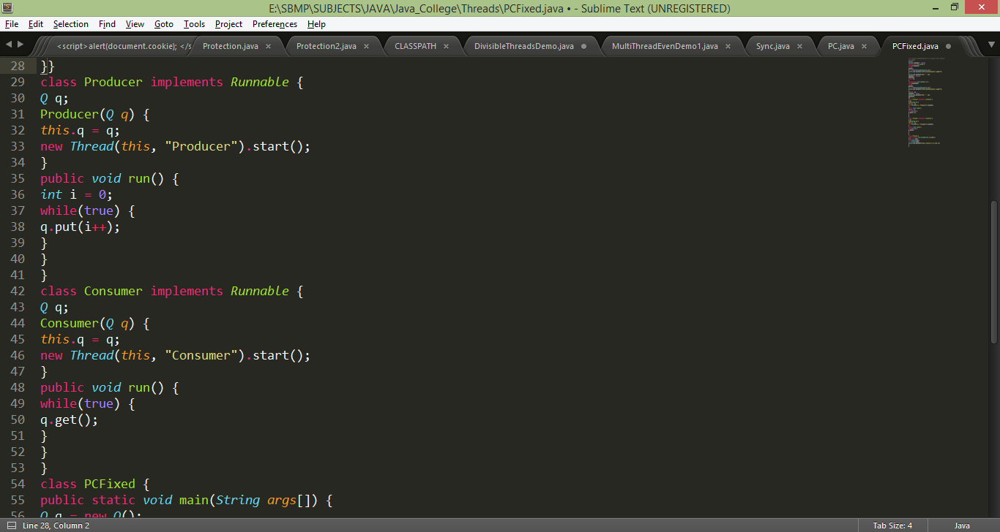 E:\SBMP\SUBJECTS\JAVA\Java_College\Threads\PCFixed.java • - Sublime Text (UNREGISTERED)
File Edit Selection Find View Goto Tools Project Preferences Help
<script>alert(document.cookie); </s Protection.java × Protection2.java × CLASSPATH × DivisibleThreadsDemo.java MultiThreadEvenDemo1.java × Sync.java × PC.java × PCFixed.java
28 }}
29 class Producer implements Runnable {
30 Q q;
31 Producer(Q q) {
32 this.q = q;
33 new Thread(this, "Producer").start();
34 }
35 public void run() {
36 int i = 0;
37 while(true) {
38 q.put(i++);
39 }
40 }
41 }
42 class Consumer implements Runnable {
43 Q q;
44 Consumer(Q q) {
45 this.q = q;
46 new Thread(this, "Consumer").start();
47 }
48 public void run() {
49 while(true) {
50 q.get();
51 }
52 }
53 }
54 class PCFixed {
55 public static void main(String args[]) {
56 Q q = new Q();
Line 28, Column 2 Tab Size: 4 Java